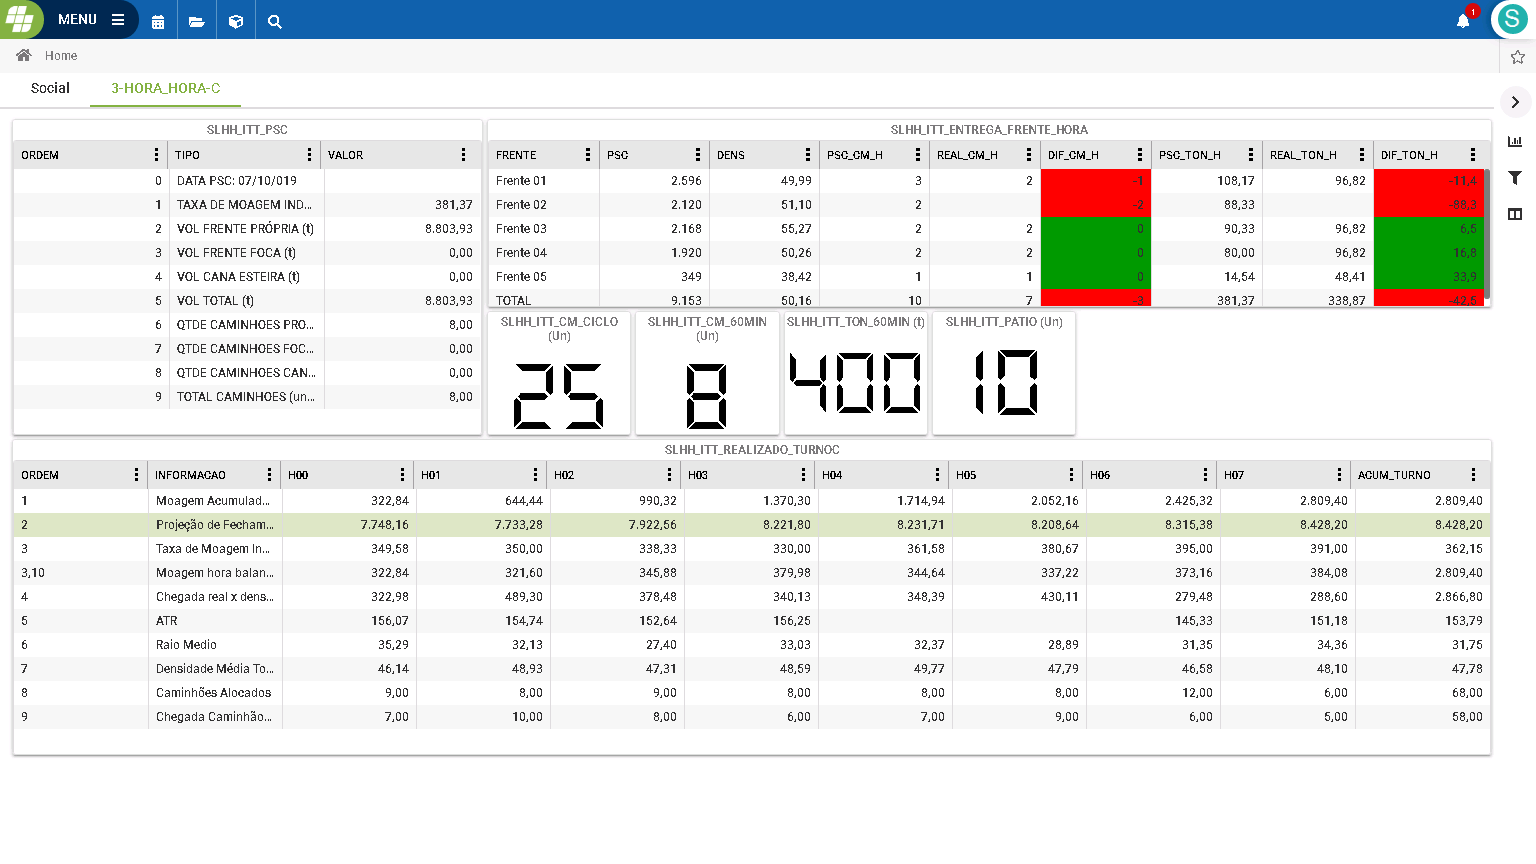 MENU
1
S
Home
Social 3-HORA_HORA-C
SLHH_ITT_PSC
ORDEM TIPO VALOR
0 DATA PSC: 07/10/019
1 TAXA DE MOAGEM IND... 381,37
2 VOL FRENTE PRÓPRIA (t) 8.803,93
3 VOL FRENTE FOCA (t) 0,00
4 VOL CANA ESTEIRA (t) 0,00
5 VOL TOTAL (t) 8.803,93
6 QTDE CAMINHOES PRO... 8,00
7 QTDE CAMINHOES FOC... 0,00
8 QTDE CAMINHOES CAN... 0,00
9 TOTAL CAMINHOES (un... 8,00
SLHH_ITT_ENTREGA_FRENTE_HORA
FRENTE PSC DENS PSC_CM_H REAL_CM_H DIF_CM_H PSC_TON_H REAL_TON_H DIF_TON_H
Frente 01 2.596 49,99 3 2 -1 108,17 96,82 -11,4
Frente 02 2.120 51,10 2 -2 88,33 -88,3
Frente 03 2.168 55,27 2 2 0 90,33 96,82 6,5
Frente 04 1.920 50,26 2 2 0 80,00 96,82 16,8
Frente 05 349 38,42 1 1 0 14,54 48,41 33,9
TOTAL 9.153 50,16 10 7 -3 381,37 338,87 -42,5
SLHH_ITT_CM_CICLO
(Un)
25
SLHH_ITT_CM_60MIN
(Un)
8
SLHH_ITT_TON_60MIN (t)
400
SLHH_ITT_PATIO (Un)
10
SLHH_ITT_REALIZADO_TURNOC
ORDEM INFORMACAO H00 H01 H02 H03 H04 H05 H06 H07 ACUM_TURNO
1 Moagem Acumulad... 322,84 644,44 990,32 1.370,30 1.714,94 2.052,16 2.425,32 2.809,40 2.809,40
2 Projeção de Fecham... 7.748,16 7.733,28 7.922,56 8.221,80 8.231,71 8.208,64 8.315,38 8.428,20 8.428,20
3 Taxa de Moagem In... 349,58 350,00 338,33 330,00 361,58 380,67 395,00 391,00 362,15
3,10 Moagem hora balan... 322,84 321,60 345,88 379,98 344,64 337,22 373,16 384,08 2.809,40
4 Chegada real x dens... 322,98 489,30 378,48 340,13 348,39 430,11 279,48 288,60 2.866,80
5 ATR 156,07 154,74 152,64 156,25 145,33 151,18 153,79
6 Raio Medio 35,29 32,13 27,40 33,03 32,37 28,89 31,35 34,36 31,75
7 Densidade Média To... 46,14 48,93 47,31 48,59 49,77 47,79 46,58 48,10 47,78
8 Caminhões Alocados 9,00 8,00 9,00 8,00 8,00 8,00 12,00 6,00 68,00
9 Chegada Caminhão... 7,00 10,00 8,00 6,00 7,00 9,00 6,00 5,00 58,00